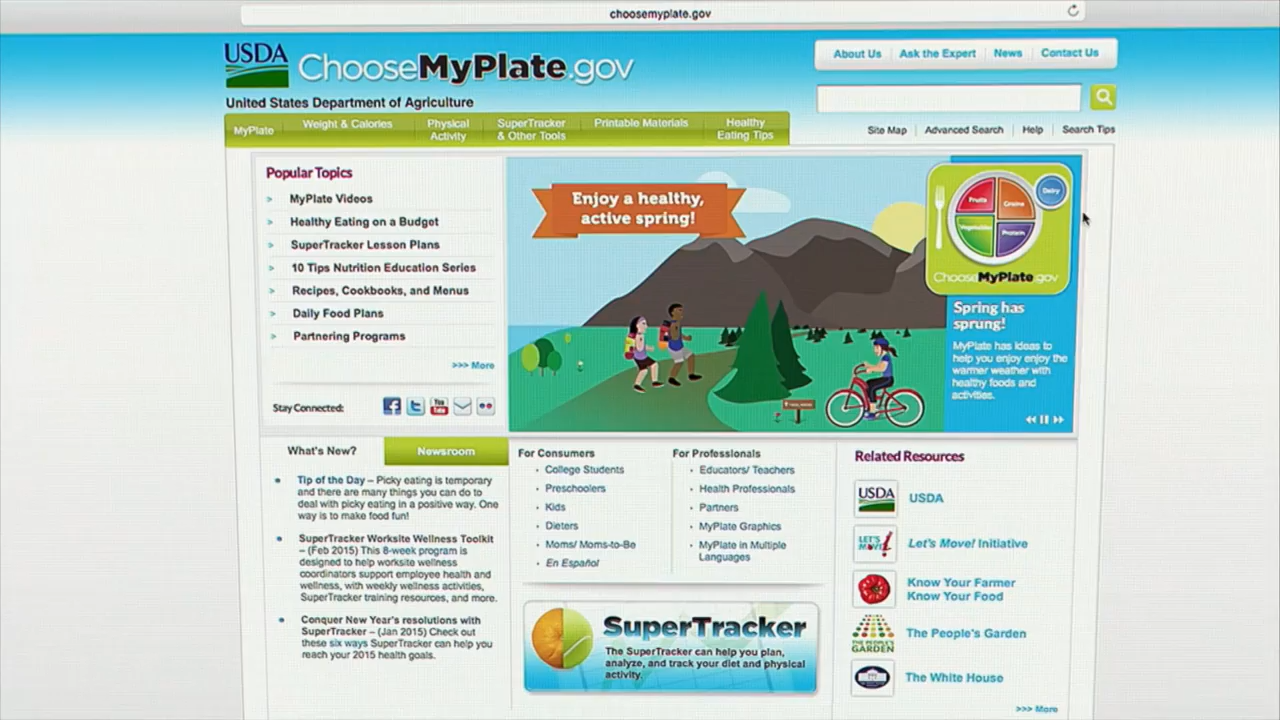 choosemyplate.gov
USDA
ChooseMyPlate.gov
United States Department of Agriculture
About Us
Ask the Expert
News
Contact Us
Site Map
Advanced Search
Help
Search Tips
MyPlate
Weight & Calories
Physical
Activity
SuperTracker
& Other Tools
Printable Materials
Healthy
Eating Tips
Popular Topics
MyPlate Videos
Healthy Eating on a Budget
SuperTracker Lesson Plans
10 Tips Nutrition Education Series
Recipes, Cookbooks, and Menus
Daily Food Plans
Partnering Programs
>>> More
Stay Connected:
You
Tube
Enjoy a healthy,
active spring!
Fruits
Grains
Dairy
Vegetables
Protein
ChooseMyPlate.gov
Spring has
sprung!
MyPlate has ideas to
help you enjoy enjoy the
warmer weather with
healthy foods and
activities.
What's New?
Newsroom
Tip of the Day – Picky eating is temporary
and there are many things you can do to
deal with picky eating in a positive way. One
way is to make food fun!
SuperTracker Worksite Wellness Toolkit
– (Feb 2015) This 8-week program is
designed to help worksite wellness
coordinators support employee health and
wellness, with weekly wellness activities,
SuperTracker training resources, and more.
Conquer New Year's resolutions with
SuperTracker – (Jan 2015) Check out
these six ways SuperTracker can help you
reach your 2015 health goals.
For Consumers
College Students
Preschoolers
Kids
Dieters
Moms/ Moms-to-Be
En Español
For Professionals
Educators/ Teachers
Health Professionals
Partners
MyPlate Graphics
MyPlate in Multiple
Languages
SuperTracker
The SuperTracker can help you plan,
analyze, and track your diet and physical
activity.
Related Resources
USDA
USDA
LET'S
MOVE!
Let's Move! Initiative
Know Your Farmer
Know Your Food
THE PEOPLE'S
GARDEN
The People's Garden
The White House
>>> More